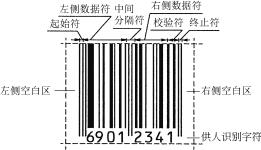 左侧数据符 中间 右侧数据符
起始符 分隔符 校验符 终止符
左侧空白区 右侧空白区
6901 2341 供人识别字符